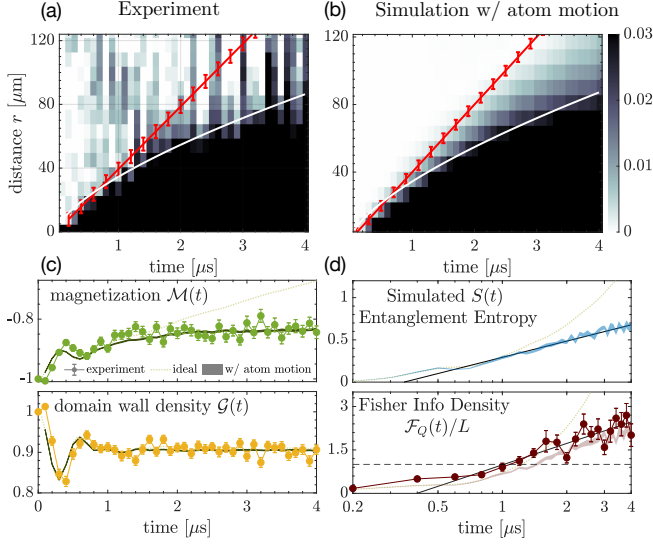 Experiment
Simulation w/ atom motion
(a)
(b)
distance r [μm]
120
80
40
0
1
2
3
4
time [μs]
1
2
3
4
time [μs]
0.03
0.02
0.01
0
(c)
(d)
magnetization M(t)
-0.8
-1
experiment
ideal
w/ atom motion
domain wall density G(t)
1
0.9
0.8
0
1
2
3
4
time [μs]
Simulated S(t)
Entanglement Entropy
1
0.5
0
Fisher Info Density
F_Q(t)/L
3
2
1
0
0.2
0.5
1
2
3
4
time [μs]